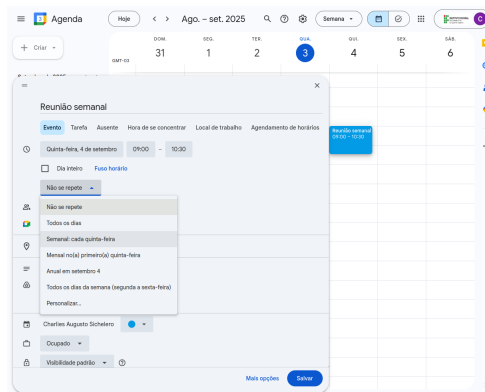 Agenda
Hoje
Ago. – set. 2025
Semana
+ Criar
GMT-03
DOM. SEG. TER. QUA. QUI. SEX. SÁB.
31 1 2 3 4 5 6
Reunião semanal
Evento Tarefa Ausente Hora de se concentrar Local de trabalho Agendamento de horários
Quinta-feira, 4 de setembro 09:00 – 10:30
Dia inteiro Fuso horário
Não se repete
Não se repete
Todos os dias
Semanal: cada quinta-feira
Mensal no(a) primeiro(a) quinta-feira
Anual em setembro 4
Todos os dias da semana (segunda a sexta-feira)
Personalizar...
Charlles Augusto Sichelero
Ocupado
Visibilidade padrão
Mais opções Salvar
Reunião semanal
09:00 – 10:30
C